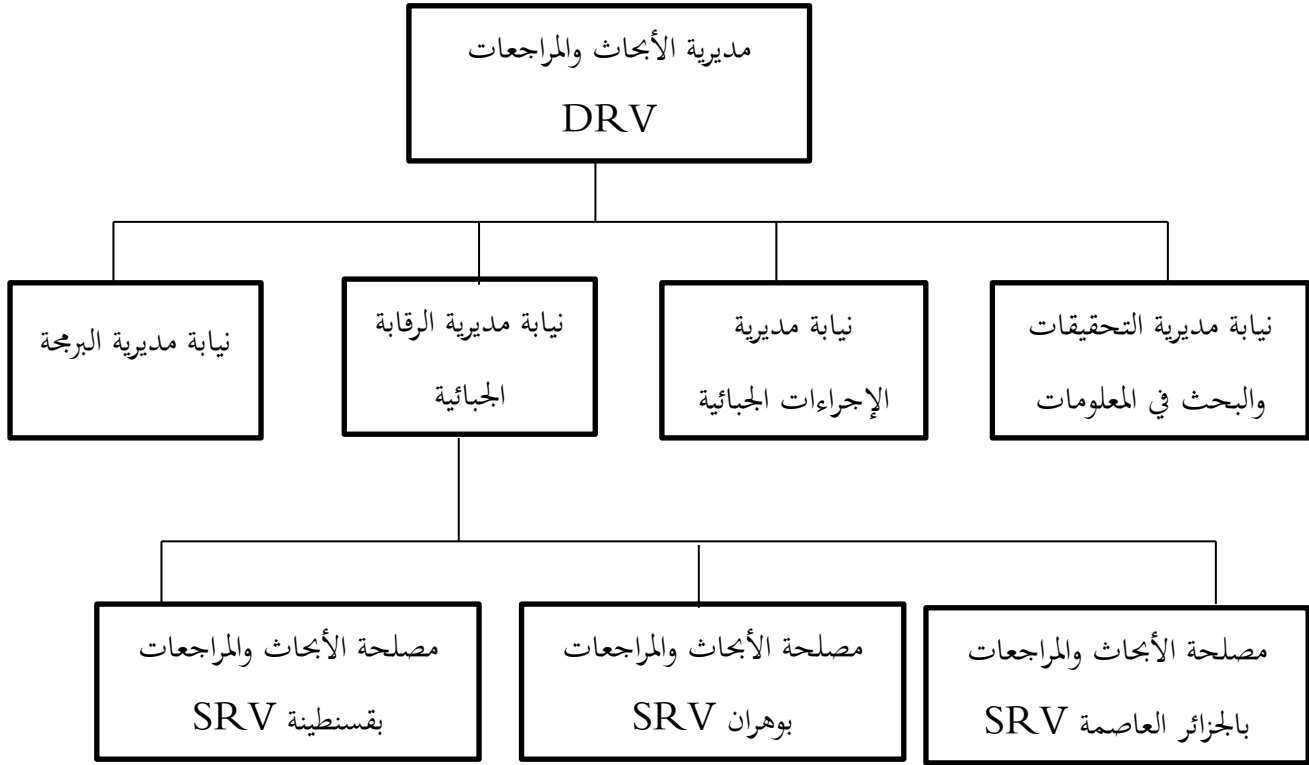 مديرية الأبحاث والمراجعات
DRV
نيابة مديرية التحقيقات
والبحث في المعلومات
نيابة مديرية
الإجراءات الجبائية
نيابة مديرية الرقابة
الجبائية
نيابة مديرية البرمجة
مصلحة الأبحاث والمراجعات
بالجزائر العاصمة SRV
مصلحة الأبحاث والمراجعات
بوهران SRV
مصلحة الأبحاث والمراجعات
بقسنطينة SRV